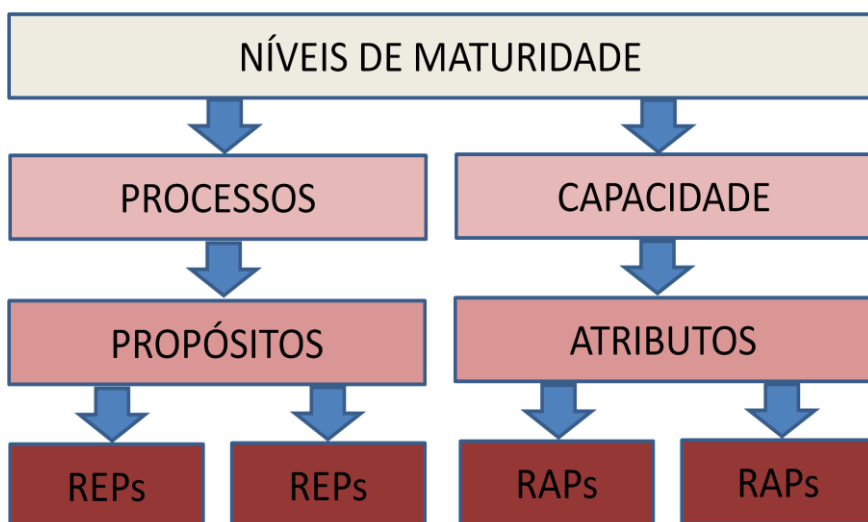 NÍVEIS DE MATURIDADE
PROCESSOS
CAPACIDADE
PROPÓSITOS
ATRIBUTOS
REPs
REPs
RAPs
RAPs